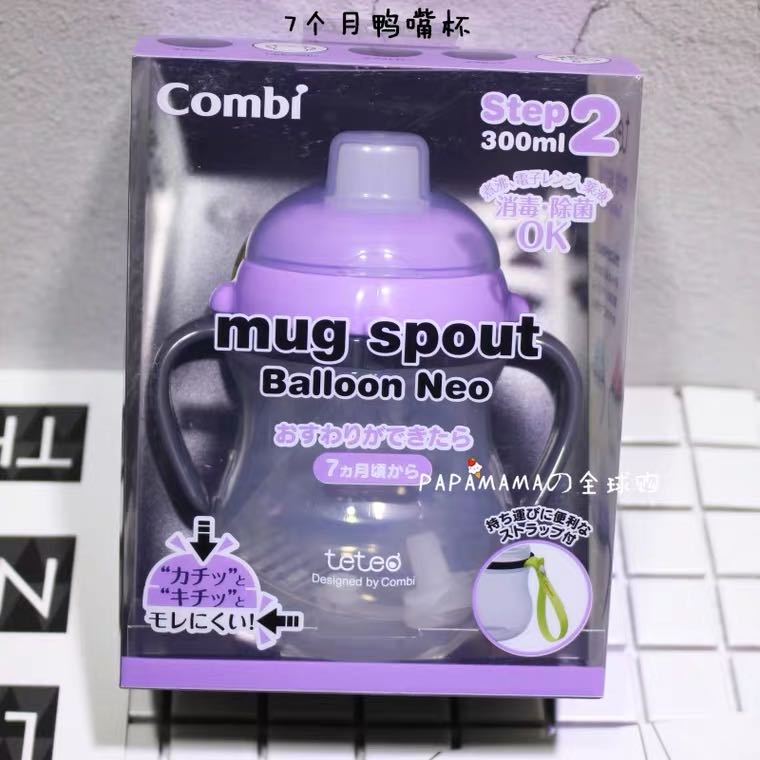 7个月鸭嘴杯
Combi
Step 2
300ml
煮沸、電子レンジ、薬液
消毒・除菌
OK
mug spout
Balloon Neo
おすわりができたら
7カ月頃から
PAPAMAMAの全球购
持ち運びに便利な
ストラップ付
teteo
Designed by Combi
“カチッ”と
“キチッ”と
モレにくい!
TH
N